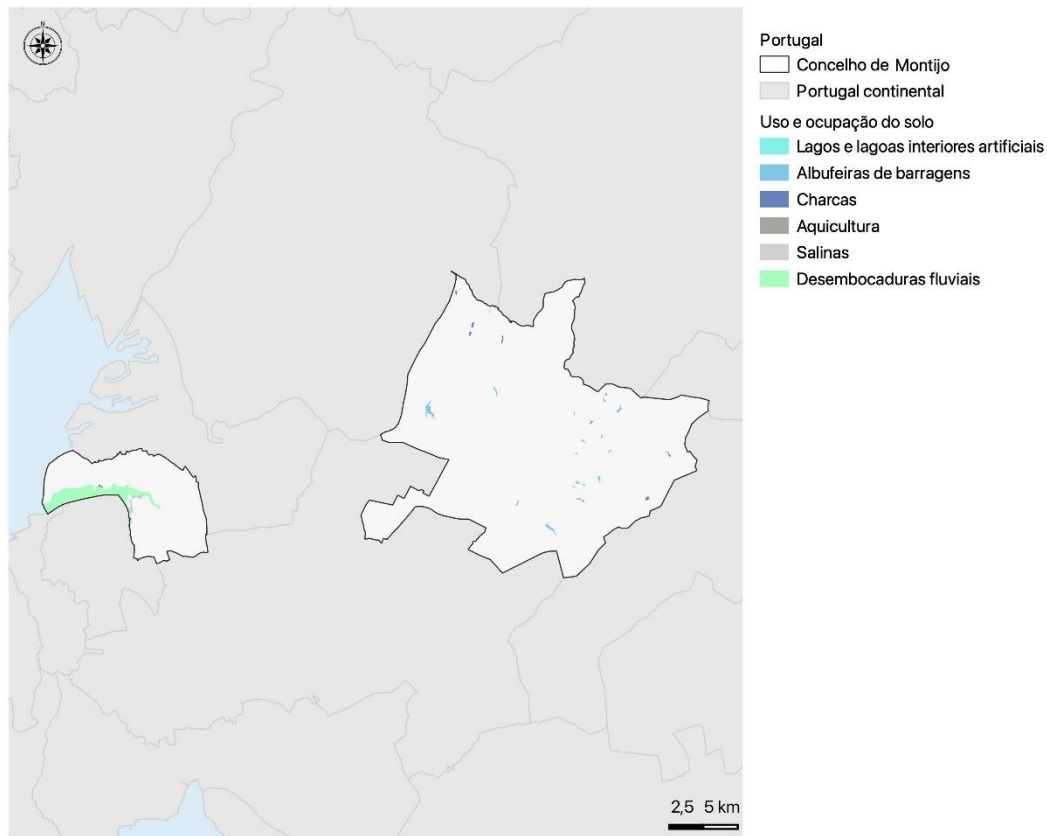 N
Portugal
Concelho de Montijo
Portugal continental
Uso e ocupação do solo
Lagos e lagoas interiores artificiais
Albufeiras de barragens
Charcas
Aquicultura
Salinas
Desembocaduras fluviais
2,5 5 km